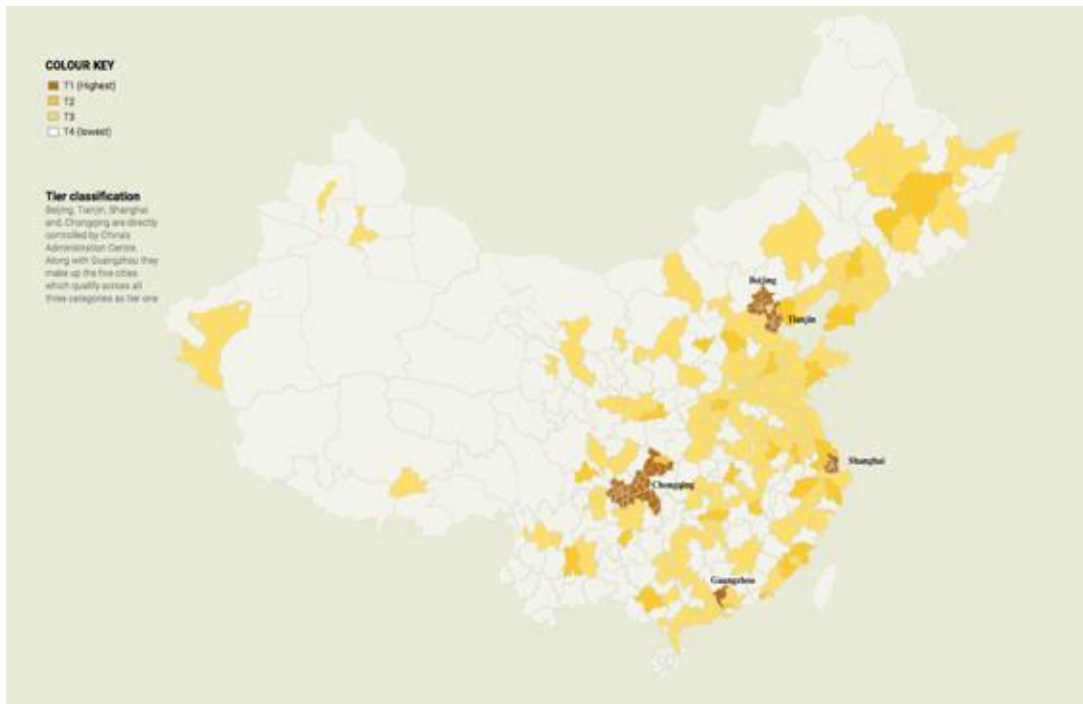 COLOUR KEY
T1 (Highest)
T2
T3
T4 (lowest)
Tier classification
Beijing, Tianjin, Shanghai
and, Chongqing are directly
controlled by China's
Administration Centre.
Along with Guangzhou they
make up the five cities
which qualify across all
three categories as tier one
Beijing
Tianjin
Shanghai
Chongqing
Guangzhou